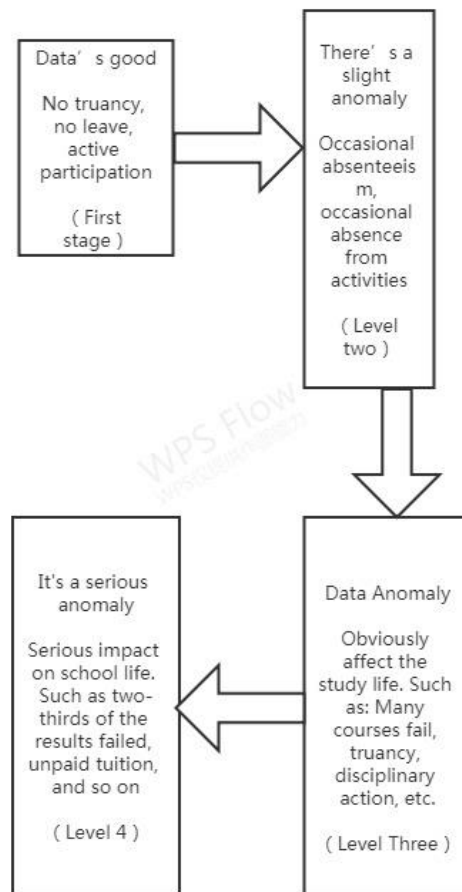 Data's good
No truancy,
no leave,
active
participation
( First
stage )
There's a
slight
anomaly
Occasional
absenteeis
m,
occasional
absence
from
activities
( Level
two )
WPS Flow
Data Anomaly
Obviously
affect the
study life. Such
as: Many
courses fail,
truancy,
disciplinary
action, etc.
( Level Three )
It's a serious
anomaly
Serious impact
on school life.
Such as two-
thirds of the
results failed,
unpaid tuition,
and so on
( Level 4 )